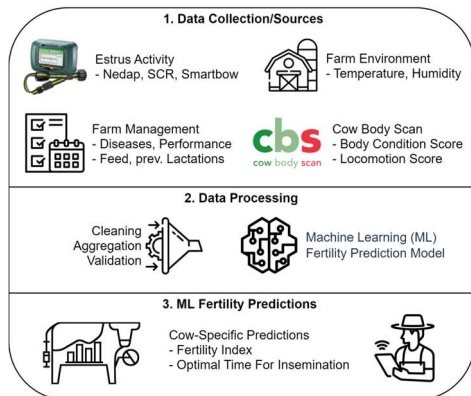 1. Data Collection/Sources
Estrus Activity
- Nedap, SCR, Smartbow
Farm Environment
- Temperature, Humidity
Farm Management
- Diseases, Performance
- Feed, prev. Lactations
cbs
cow body scan
Cow Body Scan
- Body Condition Score
- Locomotion Score
2. Data Processing
Cleaning
Aggregation
Validation
Machine Learning (ML)
Fertility Prediction Model
3. ML Fertility Predictions
Cow-Specific Predictions
- Fertility Index
- Optimal Time For Insemination